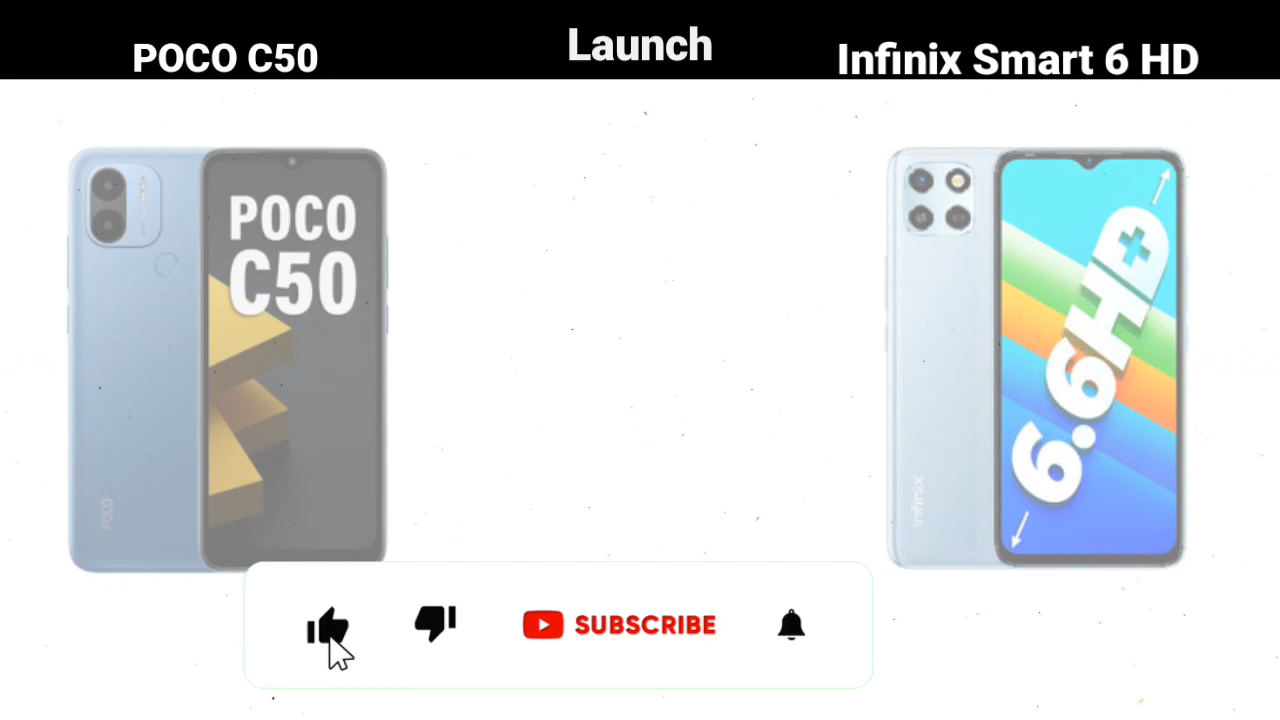 POCO C50
Launch
Infinix Smart 6 HD
POCO
C50
POCO
6.6HD+
Infinix
SUBSCRIBE